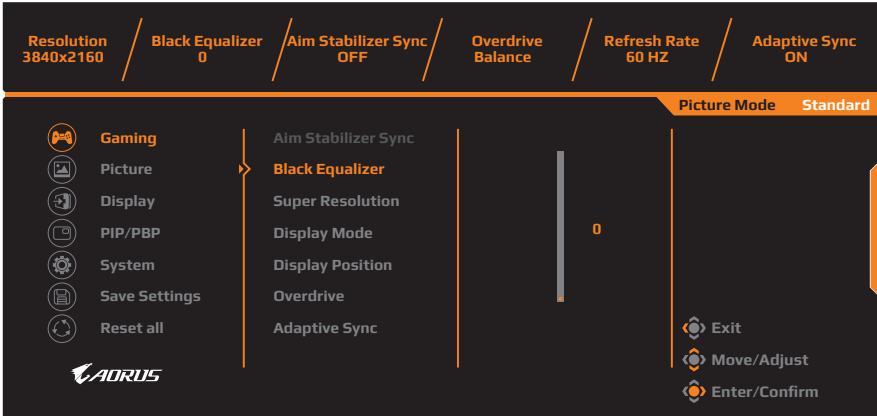 Resolution
3840x2160
Black Equalizer
0
Aim Stabilizer Sync
OFF
Overdrive
Balance
Refresh Rate
60 HZ
Adaptive Sync
ON
Picture Mode Standard
Gaming
Picture
Display
PIP/PBP
System
Save Settings
Reset all
Aim Stabilizer Sync
Black Equalizer
Super Resolution
Display Mode
Display Position
Overdrive
Adaptive Sync
0
Exit
Move/Adjust
Enter/Confirm
AORUS